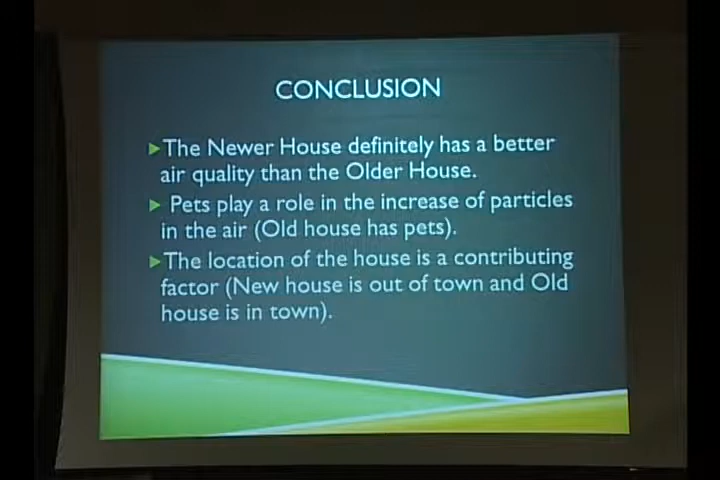 CONCLUSION
The Newer House definitely has a better
air quality than the Older House.
Pets play a role in the increase of particles
in the air (Old house has pets).
The location of the house is a contributing
factor (New house is out of town and Old
house is in town).